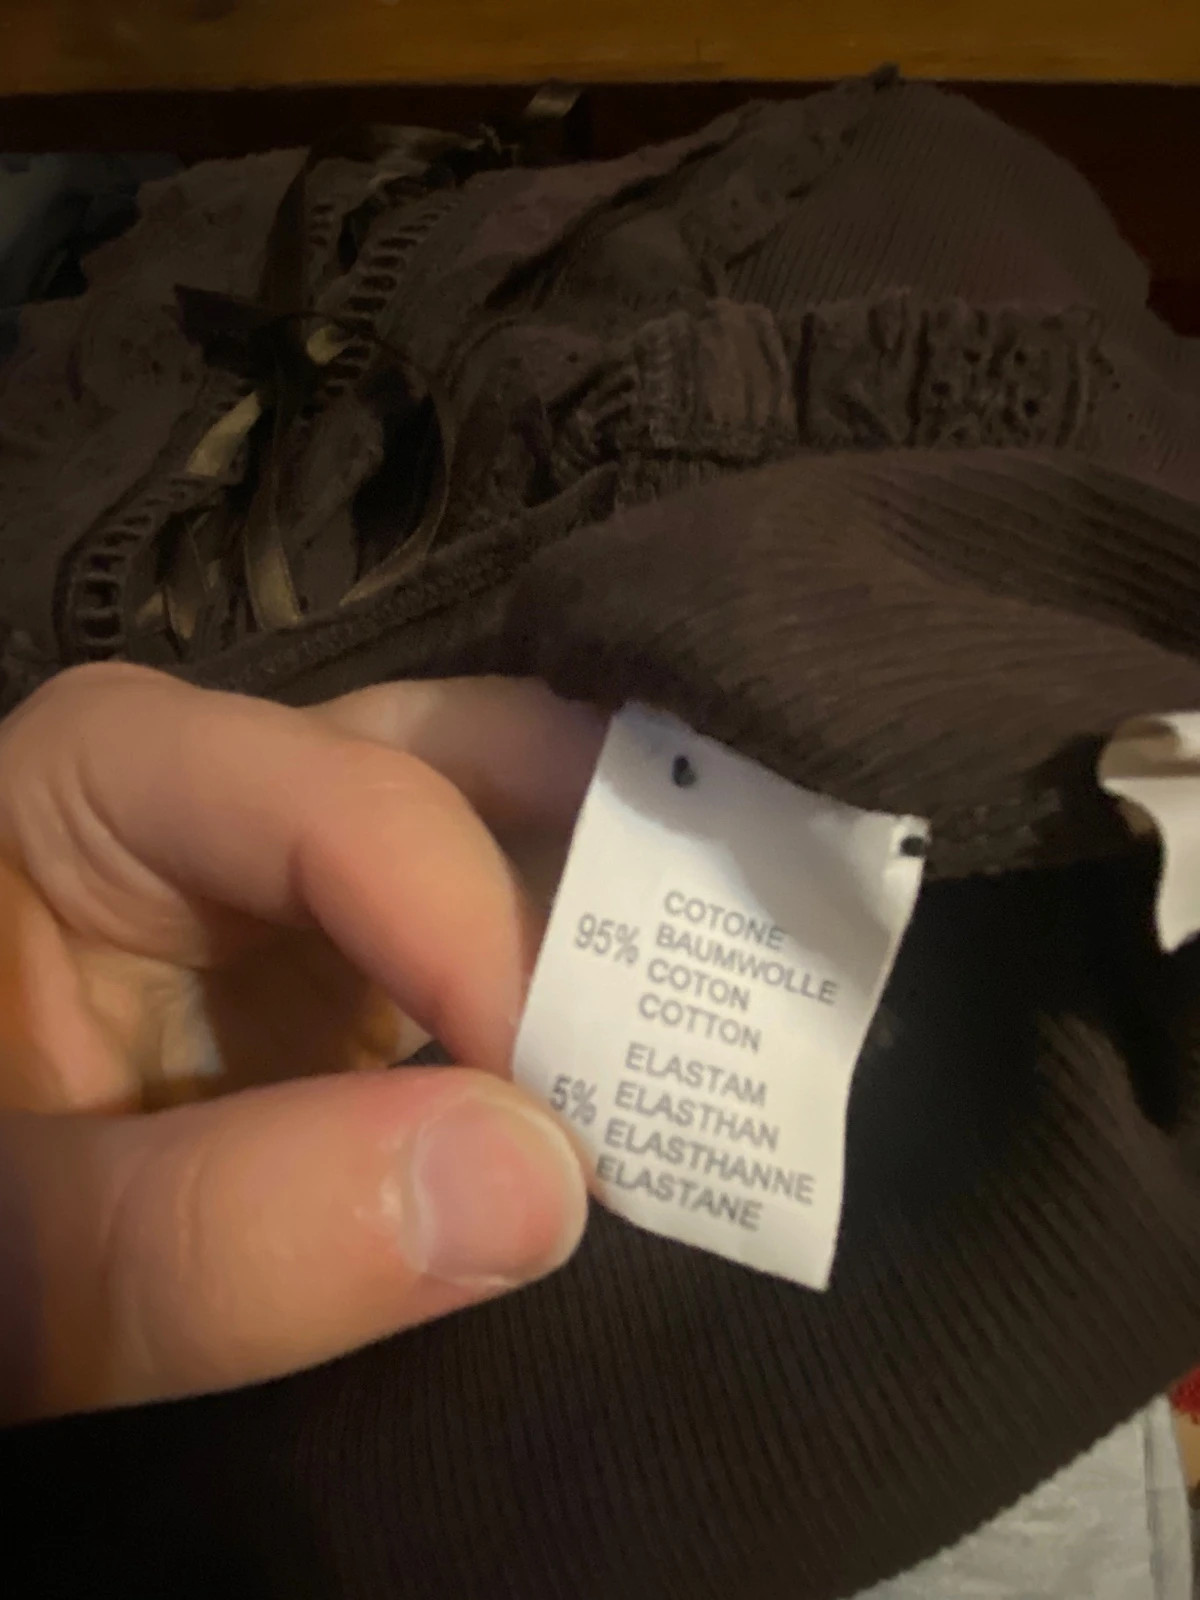 COTONE
95% BAUMWOLLE
COTON
COTTON
ELASTAM
5% ELASTHAN
ELASTHANNE
ELASTANE